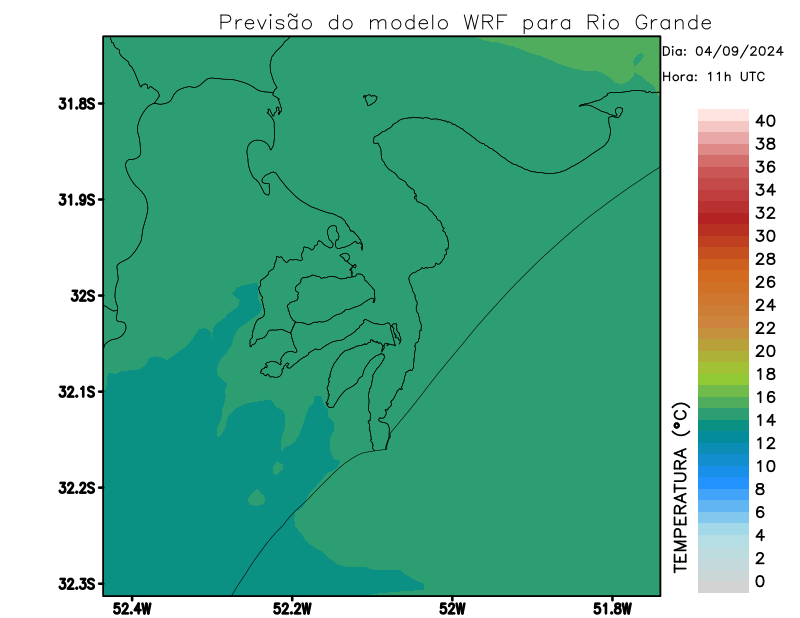 Previsão do modelo WRF para Rio Grande
Dia: 04/09/2024
Hora: 11h UTC
31.8S
31.9S
32S
32.1S
32.2S
32.3S
52.4W
52.2W
52W
51.8W
TEMPERATURA (°C)
40
38
36
34
32
30
28
26
24
22
20
18
16
14
12
10
8
6
4
2
0